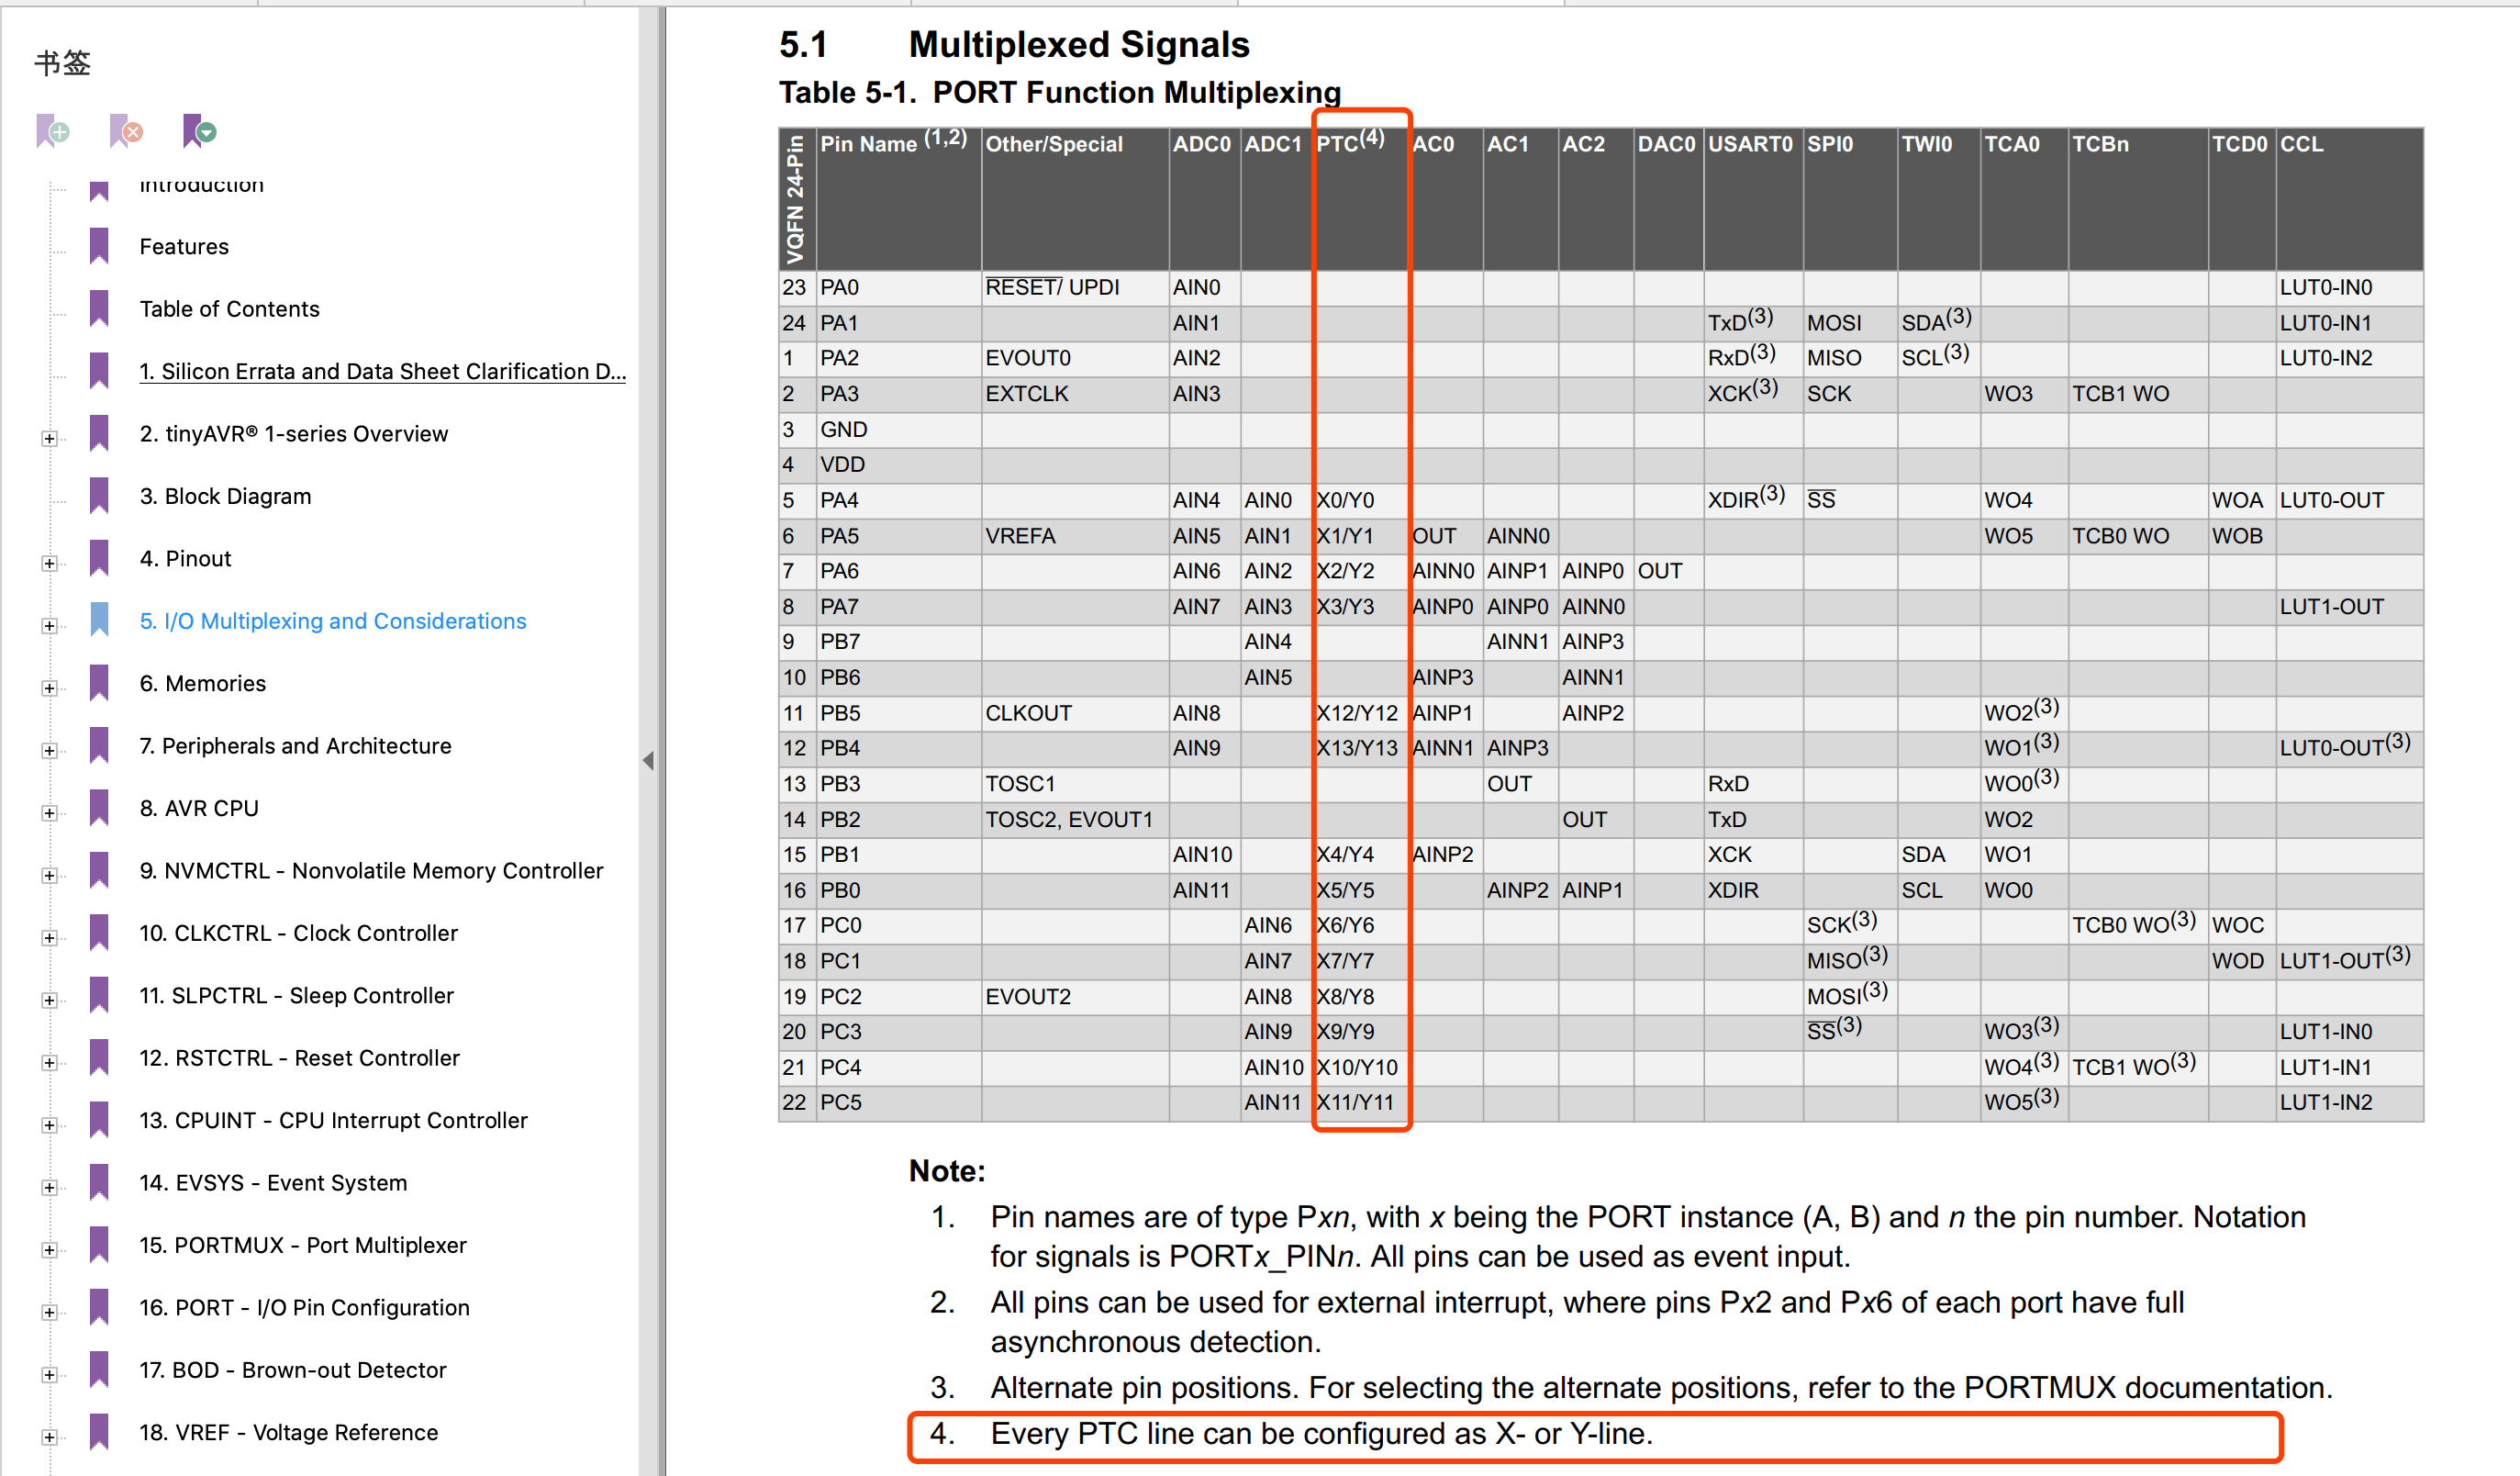 书签
Introduction
Features
Table of Contents
1. Silicon Errata and Data Sheet Clarification D...
2. tinyAVR® 1-series Overview
3. Block Diagram
4. Pinout
5. I/O Multiplexing and Considerations
6. Memories
7. Peripherals and Architecture
8. AVR CPU
9. NVMCTRL - Nonvolatile Memory Controller
10. CLKCTRL - Clock Controller
11. SLPCTRL - Sleep Controller
12. RSTCTRL - Reset Controller
13. CPUINT - CPU Interrupt Controller
14. EVSYS - Event System
15. PORTMUX - Port Multiplexer
16. PORT - I/O Pin Configuration
17. BOD - Brown-out Detector
18. VREF - Voltage Reference
5.1 Multiplexed Signals
Table 5-1. PORT Function Multiplexing
VQFN 24-Pin Pin Name (1,2) Other/Special ADC0 ADC1 PTC(4) AC0 AC1 AC2 DAC0 USART0 SPI0 TWI0 TCA0 TCBn TCD0 CCL
23 PA0 RESET/ UPDI AIN0 LUT0-IN0
24 PA1 AIN1 TxD(3) MOSI SDA(3) LUT0-IN1
1 PA2 EVOUT0 AIN2 RxD(3) MISO SCL(3) LUT0-IN2
2 PA3 EXTCLK AIN3 XCK(3) SCK WO3 TCB1 WO
3 GND
4 VDD
5 PA4 AIN4 AIN0 X0/Y0 XDIR(3) SS WO4 WOA LUT0-OUT
6 PA5 VREFA AIN5 AIN1 X1/Y1 OUT AINN0 WO5 TCB0 WO WOB
7 PA6 AIN6 AIN2 X2/Y2 AINN0 AINP1 AINP0 OUT
8 PA7 AIN7 AIN3 X3/Y3 AINP0 AINP0 AINN0 LUT1-OUT
9 PB7 AIN4 AINN1 AINP3
10 PB6 AIN5 AINP3 AINN1
11 PB5 CLKOUT AIN8 X12/Y12 AINP1 AINP2 WO2(3)
12 PB4 AIN9 X13/Y13 AINN1 AINP3 WO1(3) LUT0-OUT(3)
13 PB3 TOSC1 OUT RxD WO0(3)
14 PB2 TOSC2, EVOUT1 OUT TxD WO2
15 PB1 AIN10 X4/Y4 AINP2 XCK SDA WO1
16 PB0 AIN11 X5/Y5 AINP2 AINP1 XDIR SCL WO0
17 PC0 AIN6 X6/Y6 SCK(3) TCB0 WO(3) WOC
18 PC1 AIN7 X7/Y7 MISO(3) WOD LUT1-OUT(3)
19 PC2 EVOUT2 AIN8 X8/Y8 MOSI(3)
20 PC3 AIN9 X9/Y9 SS(3) WO3(3) LUT1-IN0
21 PC4 AIN10 X10/Y10 WO4(3) TCB1 WO(3) LUT1-IN1
22 PC5 AIN11 X11/Y11 WO5(3) LUT1-IN2
Note:
1. Pin names are of type Pxn, with x being the PORT instance (A, B) and n the pin number. Notation
for signals is PORTx_PINn. All pins can be used as event input.
2. All pins can be used for external interrupt, where pins Px2 and Px6 of each port have full
asynchronous detection.
3. Alternate pin positions. For selecting the alternate positions, refer to the PORTMUX documentation.
4. Every PTC line can be configured as X- or Y-line.